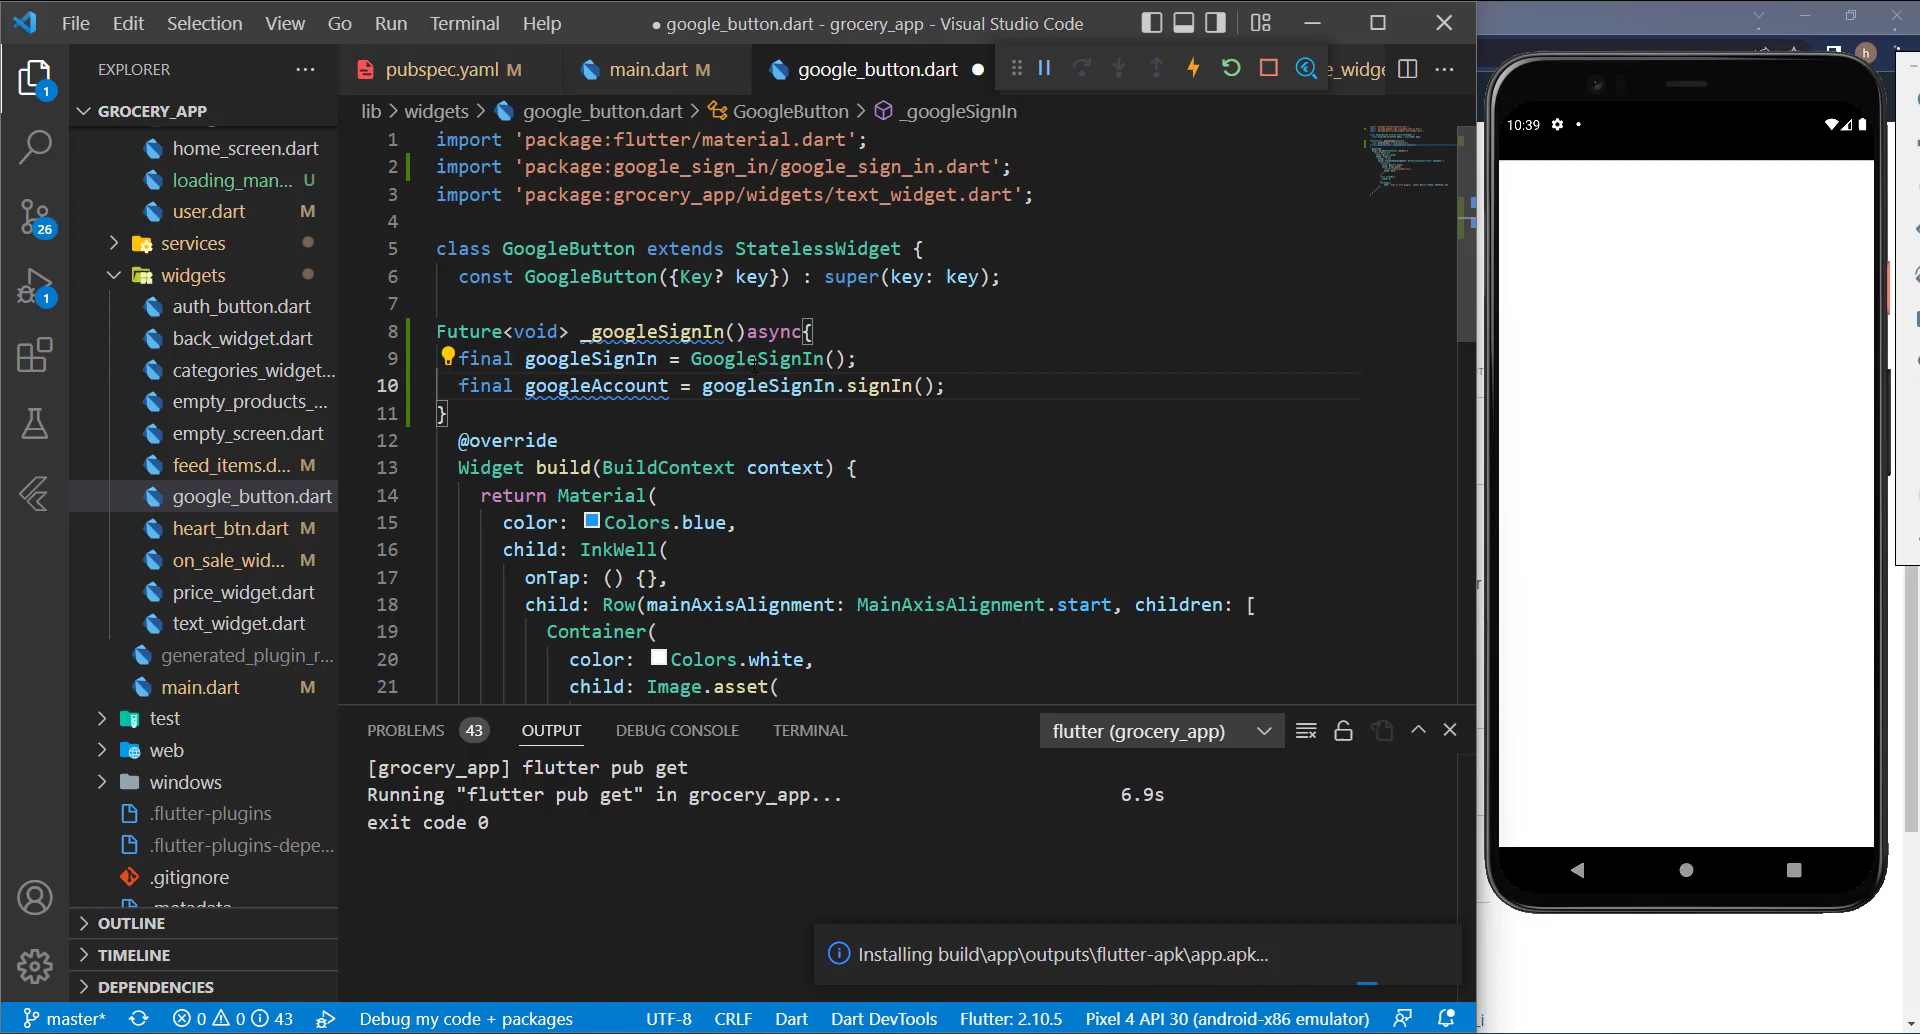 File Edit Selection View Go Run Terminal Help
● google_button.dart - grocery_app - Visual Studio Code
EXPLORER
pubspec.yaml M
main.dart M
google_button.dart ●
e_widge
GROCERY_APP
lib > widgets > google_button.dart > GoogleButton > _googleSignIn
home_screen.dart
loading_man... U
user.dart M
services
widgets
auth_button.dart
back_widget.dart
categories_widget...
empty_products_...
empty_screen.dart
feed_items.d... M
google_button.dart
heart_btn.dart M
on_sale_wid... M
price_widget.dart
text_widget.dart
generated_plugin_r...
main.dart M
test
web
windows
.flutter-plugins
.flutter-plugins-depe...
.gitignore
.metadata
OUTLINE
TIMELINE
DEPENDENCIES
1
26
1
1 import 'package:flutter/material.dart';
2 import 'package:google_sign_in/google_sign_in.dart';
3 import 'package:grocery_app/widgets/text_widget.dart';
4
5 class GoogleButton extends StatelessWidget {
6 const GoogleButton({Key? key}) : super(key: key);
7
8 Future<void> _googleSignIn()async{
9 final googleSignIn = GoogleSignIn();
10 final googleAccount = googleSignIn.signIn();
11 }
12 @override
13 Widget build(BuildContext context) {
14 return Material(
15 color: Colors.blue,
16 child: InkWell(
17 onTap: () {},
18 child: Row(mainAxisAlignment: MainAxisAlignment.start, children: [
19 Container(
20 color: Colors.white,
21 child: Image.asset(
PROBLEMS 43 OUTPUT DEBUG CONSOLE TERMINAL
flutter (grocery_app)
[grocery_app] flutter pub get
Running "flutter pub get" in grocery_app... 6.9s
exit code 0
Installing build\app\outputs\flutter-apk\app.apk...
master* 0 0 43 Debug my code + packages UTF-8 CRLF Dart Dart DevTools Flutter: 2.10.5 Pixel 4 API 30 (android-x86 emulator)
10:39
h